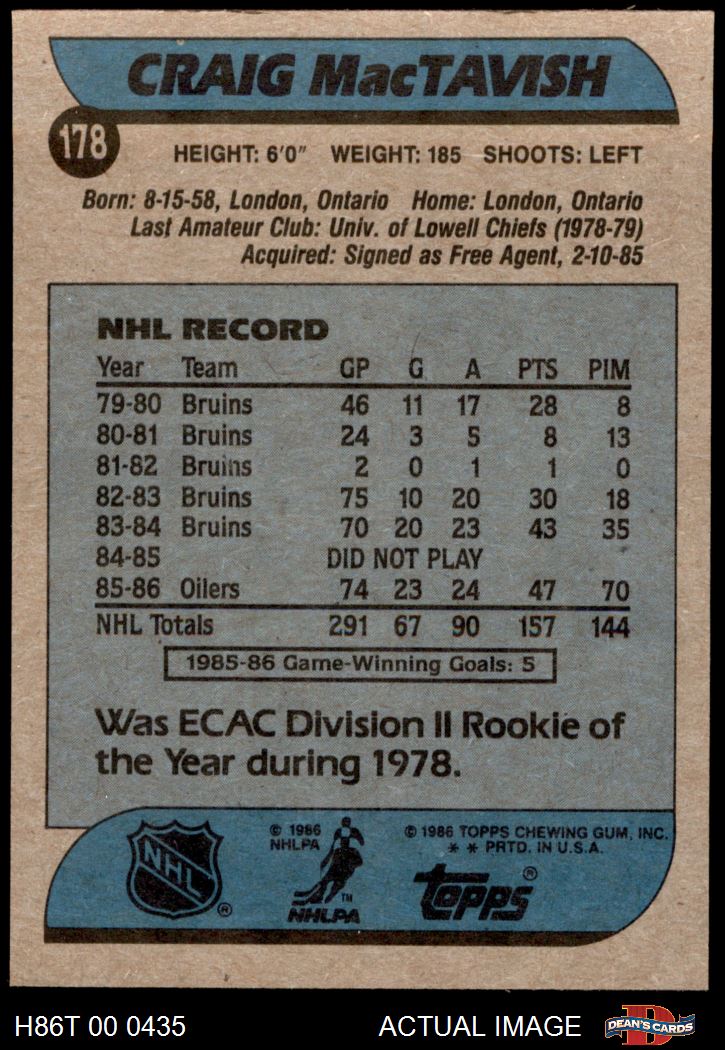 CRAIG MacTAVISH
178
HEIGHT: 6'0" WEIGHT: 185 SHOOTS: LEFT
Born: 8-15-58, London, Ontario Home: London, Ontario
Last Amateur Club: Univ. of Lowell Chiefs (1978-79)
Acquired: Signed as Free Agent, 2-10-85
NHL RECORD
Year Team GP G A PTS PIM
79-80 Bruins 46 11 17 28 8
80-81 Bruins 24 3 5 8 13
81-82 Bruins 2 0 1 1 0
82-83 Bruins 75 10 20 30 18
83-84 Bruins 70 20 23 43 35
84-85 DID NOT PLAY
85-86 Oilers 74 23 24 47 70
NHL Totals 291 67 90 157 144
1985-86 Game-Winning Goals: 5
Was ECAC Division II Rookie of
the Year during 1978.
NHL ®
© 1986
NHLPA
TM
NHLPA
© 1986 TOPPS CHEWING GUM, INC.
* * PRTD. IN U.S.A.
topps ®
H86T 00 0435 ACTUAL IMAGE
D
DEAN'S CARDS